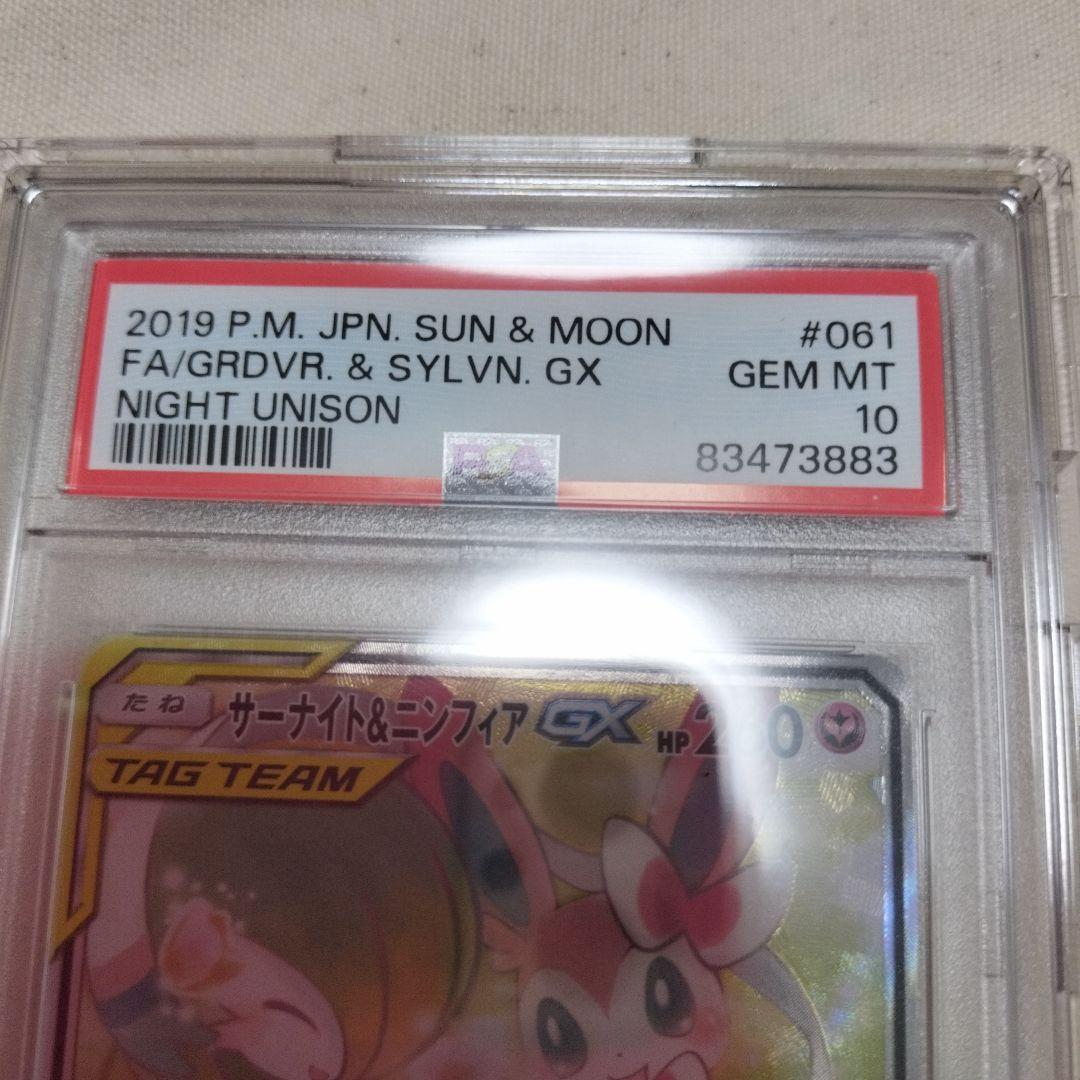 2019 P.M. JPN. SUN & MOON #061
FA/GRDVR. & SYLVN. GX GEM MT
NIGHT UNISON 10
PSA 83473883
たね サーナイト&ニンフィア GX HP
TAG TEAM